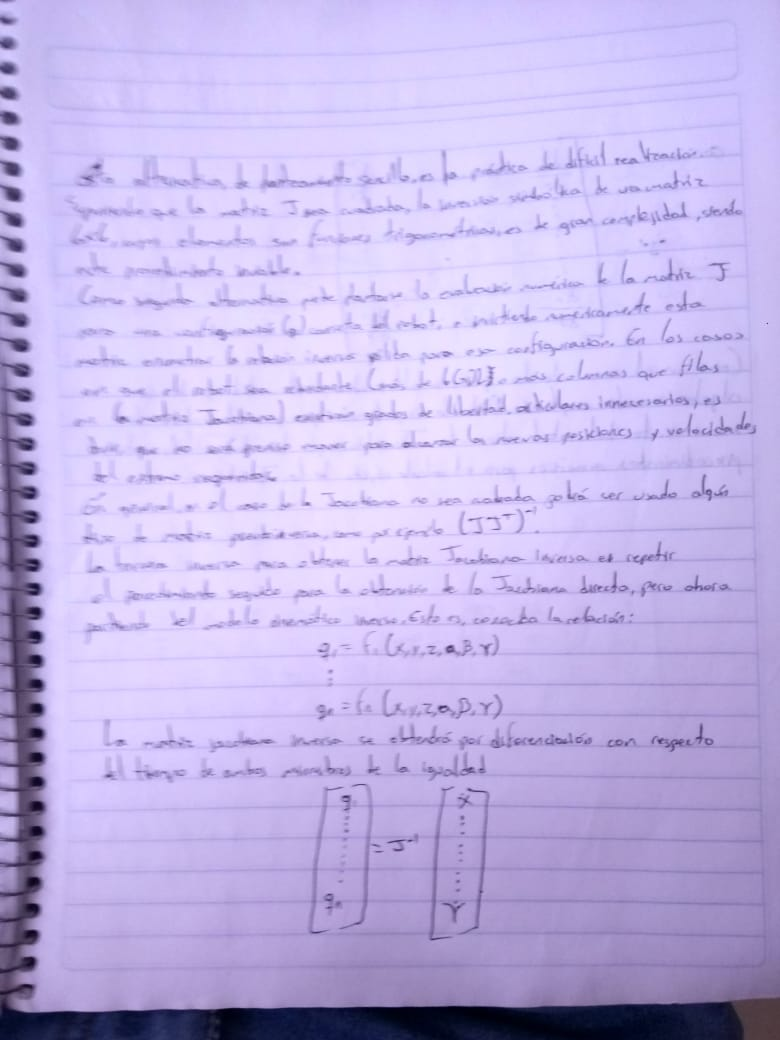 Esta alternativa, de planteamiento sencillo, es la práctica de difícil realización.
Suponiendo que la matriz J sea cuadrada, la inversión simbólica de una matriz
6x6, cuyos elementos son funciones trigonométricas, es de gran complejidad, siendo
este procedimiento inviable.
Como segunda alternativa puede plantearse la evaluación numérica de la matriz J
para una configuración (q) concreta del robot, e invirtiendo numéricamente esta
matriz encontrar la relación inversa válida para esa configuración. En los casos
en que el robot sea redundante (más de 6 GDL, o más columnas que filas
en la matriz Jacobiana) existirán grados de libertad articulares innecesarios, es
decir, que no será preciso mover para alcanzar las nuevas posiciones y velocidades
del extremo requeridas.
En general, en el caso de la Jacobiana no sea cuadrada podrá ser usado algún
tipo de matriz pseudoinversa, como por ejemplo (JJᵀ)⁻¹.
La tercera inversa para obtener la matriz Jacobiana inversa es repetir
el procedimiento seguido para la obtención de la Jacobiana directa, pero ahora
partiendo del modelo cinemático inverso. Esto es, conocida la relación:
q₁ = f₁ (x,y,z,α,β,γ)
⋮
qₙ = fₙ (x,y,z,α,β,γ)
La matriz jacobiana inversa se obtendrá por diferenciación con respecto
del tiempo de ambos miembros de la igualdad
[q̇₁ ⋮ q̇ₙ] = J⁻¹ [ẋ ⋮ γ̇]